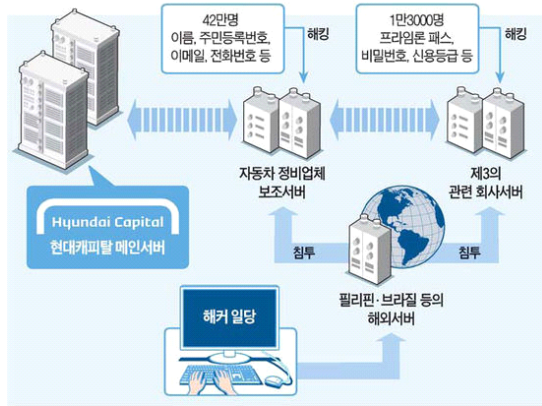 42만명
이름, 주민등록번호,
이메일, 전화번호 등
해킹
1만3000명
프라임론 패스,
비밀번호, 신용등급 등
해킹
자동차 정비업체
보조서버
제3의
관련 회사서버
Hyundai Capital
현대캐피탈 메인서버
침투
침투
필리핀·브라질 등의
해외서버
해커 일당